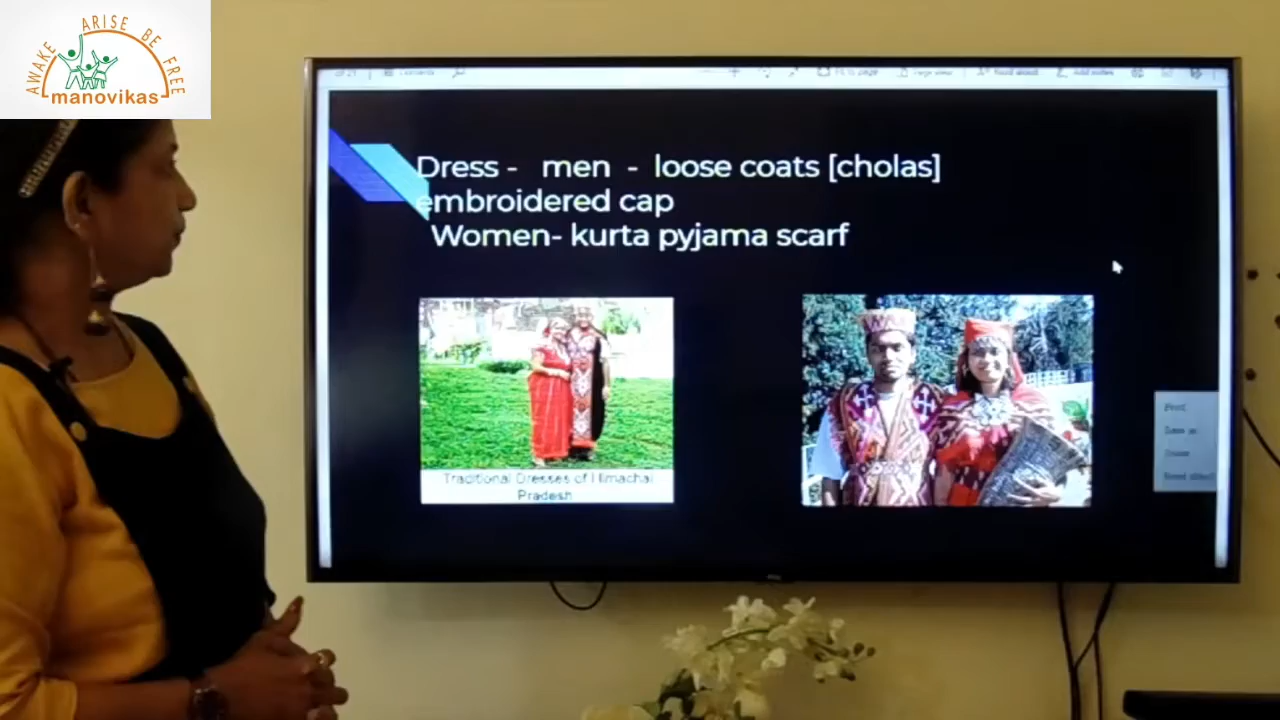 AWAKE ARISE BE FREE
manovikas
Dress - men - loose coats [cholas]
embroidered cap
Women- kurta pyjama scarf
Traditional Dresses of Himachal
Pradesh